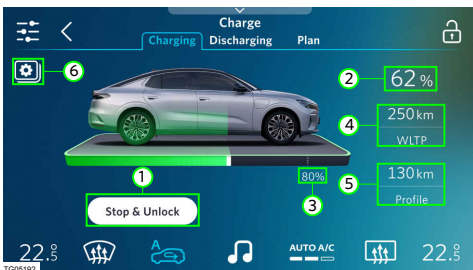 Charge
Charging Discharging Plan
6
2
62 %
250 km
4
WLTP
1
80%
130 km
5
3
Profile
Stop & Unlock
22.5 AUTO A/C 22.5
TG05192